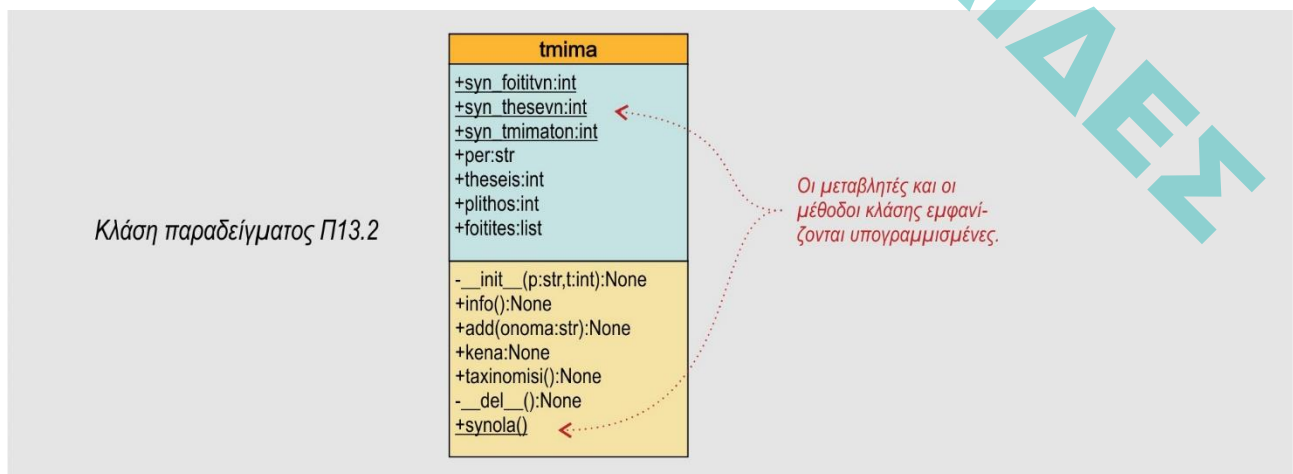 tmima
+syn_foititvn:int
+syn_thesevn:int
+syn_tmimaton:int
+per:str
+theseis:int
+plithos:int
+foitites:list
Κλάση παραδείγματος Π13.2
-__init__(p:str,t:int):None
+info():None
+add(onoma:str):None
+kena:None
+taxinomisi():None
-__del__():None
+synola()
Οι μεταβλητές και οι
μέθοδοι κλάσης εμφανί-
ζονται υπογραμμισμένες.